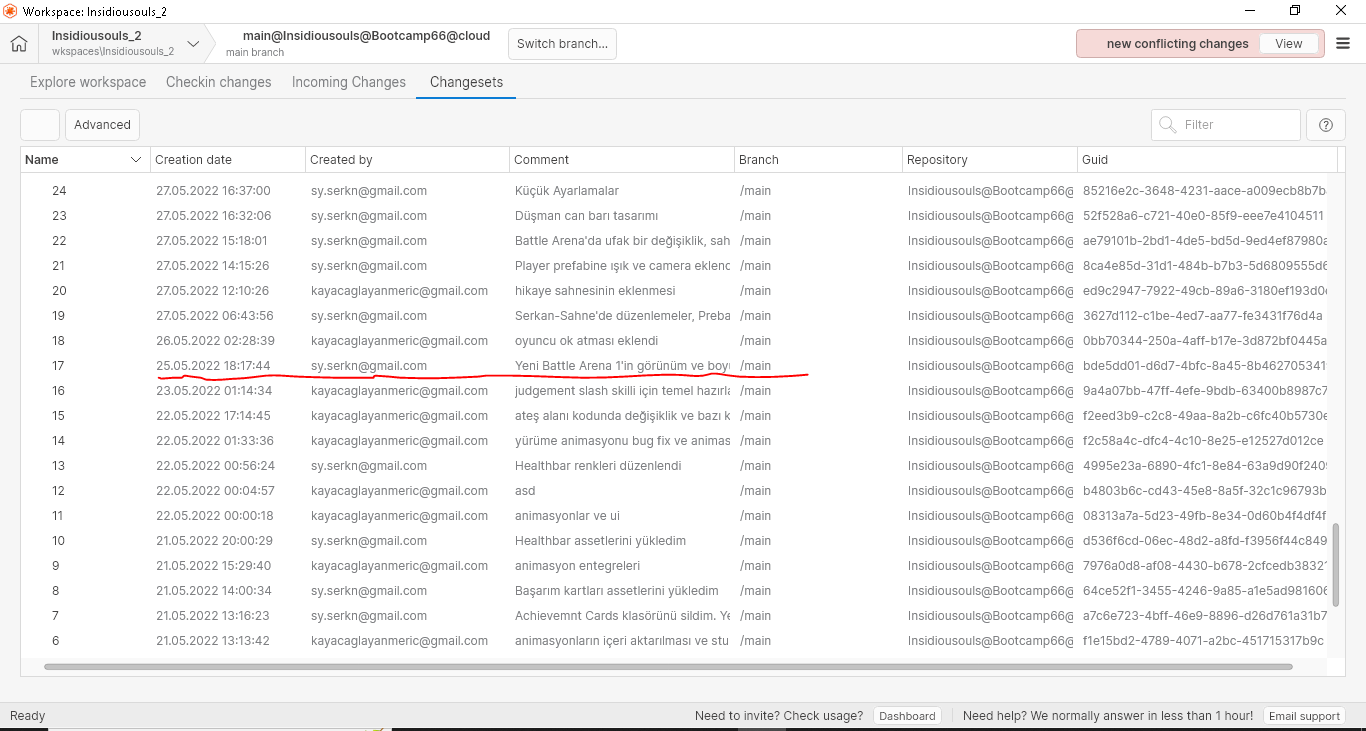 Workspace: Insidiousouls_2
Insidiousouls_2
wkspaces\Insidiousouls_2
main@Insidiousouls@Bootcamp66@cloud
main branch
Switch branch...
new conflicting changes View
Explore workspace Checkin changes Incoming Changes Changesets
Advanced
Filter
Name Creation date Created by Comment Branch Repository Guid
24 27.05.2022 16:37:00 sy.serkn@gmail.com Küçük Ayarlamalar /main Insidiousouls@Bootcamp66@ 85216e2c-3648-4231-aace-a009ecb8b7b
23 27.05.2022 16:32:06 sy.serkn@gmail.com Düşman can barı tasarımı /main Insidiousouls@Bootcamp66@ 52f528a6-c721-40e0-85f9-eee7e4104511
22 27.05.2022 15:18:01 sy.serkn@gmail.com Battle Arena'da ufak bir değişiklik, sah /main Insidiousouls@Bootcamp66@ ae79101b-2bd1-4de5-bd5d-9ed4ef87980a
21 27.05.2022 14:15:26 sy.serkn@gmail.com Player prefabine ışık ve camera eklenc /main Insidiousouls@Bootcamp66@ 8ca4e85d-31d1-484b-b7b3-5d6809555d6
20 27.05.2022 12:10:26 kayacaglayanmeric@gmail.com hikaye sahnesinin eklenmesi /main Insidiousouls@Bootcamp66@ ed9c2947-7922-49cb-89a6-3180ef193d0
19 27.05.2022 06:43:56 sy.serkn@gmail.com Serkan-Sahne'de düzenlemeler, Preba /main Insidiousouls@Bootcamp66@ 3627d112-c1be-4ed7-aa77-fe3431f76d4a
18 26.05.2022 02:28:39 kayacaglayanmeric@gmail.com oyuncu ok atması eklendi /main Insidiousouls@Bootcamp66@ 0bb70344-250a-4aff-b17e-3d872bf0445a
17 25.05.2022 18:17:44 sy.serkn@gmail.com Yeni Battle Arena 1'in görünüm ve boy /main Insidiousouls@Bootcamp66@ bde5dd01-d6d7-4bfc-8a45-8b462705341
16 23.05.2022 01:14:34 kayacaglayanmeric@gmail.com judgement slash skilli için temel hazırla /main Insidiousouls@Bootcamp66@ 9a4a07bb-47ff-4efe-9bdb-63400b8987c7
15 22.05.2022 17:14:45 kayacaglayanmeric@gmail.com ateş alanı kodunda değişiklik ve bazı k /main Insidiousouls@Bootcamp66@ f2eed3b9-c2c8-49aa-8a2b-c6fc40b5730e
14 22.05.2022 01:33:36 kayacaglayanmeric@gmail.com yürüme animasyonu bug fix ve animas /main Insidiousouls@Bootcamp66@ f2c58a4c-dfc4-4c10-8e25-e12527d012ce
13 22.05.2022 00:56:24 sy.serkn@gmail.com Healthbar renkleri düzenlendi /main Insidiousouls@Bootcamp66@ 4995e23a-6890-4fc1-8e84-63a9d90f2409
12 22.05.2022 00:04:57 kayacaglayanmeric@gmail.com asd /main Insidiousouls@Bootcamp66@ b4803b6c-cd43-45e8-8a5f-32c1c96793b
11 22.05.2022 00:00:18 kayacaglayanmeric@gmail.com animasyonlar ve ui /main Insidiousouls@Bootcamp66@ 08313a7a-5d23-49fb-8e34-0d60b4f4df4f
10 21.05.2022 20:00:29 sy.serkn@gmail.com Healthbar assetlerini yükledim /main Insidiousouls@Bootcamp66@ d536f6cd-06ec-48d2-a8fd-f3956f44c849
9 21.05.2022 15:29:40 kayacaglayanmeric@gmail.com animasyon entegreleri /main Insidiousouls@Bootcamp66@ 7976a0d8-af08-4430-b678-2cfcedb38321
8 21.05.2022 14:00:34 sy.serkn@gmail.com Başarım kartları assetlerini yükledim /main Insidiousouls@Bootcamp66@ 64ce52f1-3455-4246-9a85-a1e5ad981606
7 21.05.2022 13:16:23 sy.serkn@gmail.com Achievemnt Cards klasörünü sildim. Ye /main Insidiousouls@Bootcamp66@ a7c6e723-4bff-46e9-8896-d26d761a31b7
6 21.05.2022 13:13:42 kayacaglayanmeric@gmail.com animasyonların içeri aktarılması ve stu /main Insidiousouls@Bootcamp66@ f1e15bd2-4789-4071-a2bc-451715317b9c
Ready Need to invite? Check usage? Dashboard Need help? We normally answer in less than 1 hour! Email support